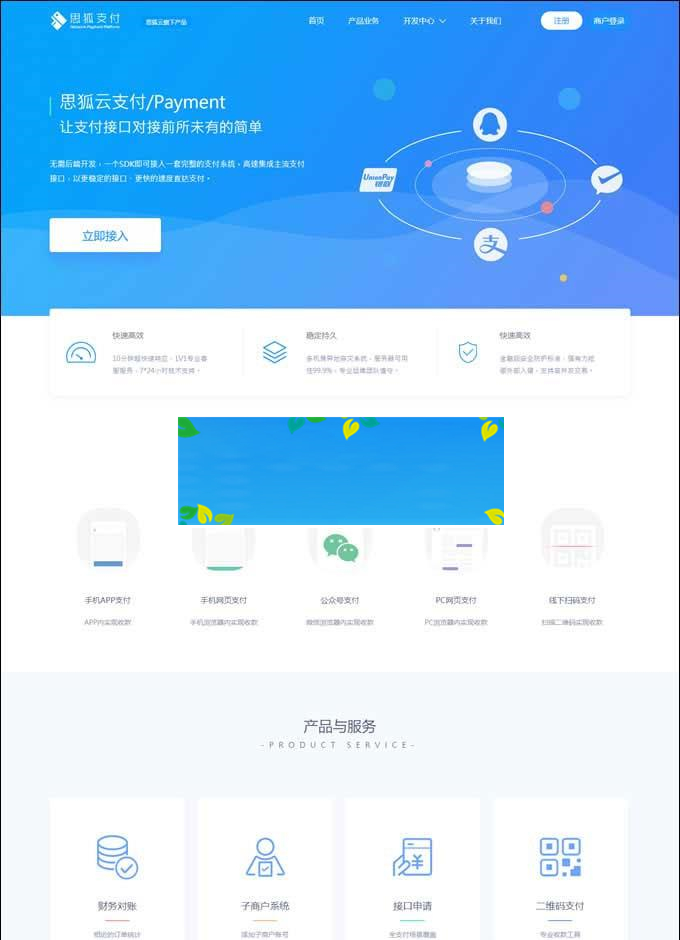 思狐支付
Network Payment Platform
思狐云旗下产品
首页
产品业务
开发中心
关于我们
注册
商户登录
思狐云支付/Payment
让支付接口对接前所未有的简单
无需后端开发，一个SDK即可接入一套完整的支付系统，高速集成主流支付
接口，以更稳定的接口、更快的速度直达支付。
立即接入
UnionPay
银联
支
快速高效
10分钟超快速响应，1V1专业客
服服务，7*24小时技术支持。
稳定持久
多机房异地容灾系统，服务器可用
性99.9%，专业运维团队值守。
快速高效
金融级安全防护标准，强有力抵
御外部入侵，支持高并发交易。
手机APP支付
手机网页支付
公众号支付
PC网页支付
线下扫码支付
APP内实现收款
手机浏览器内实现收款
微信浏览器内实现收款
PC浏览器内实现收款
扫描二维码实现收款
产品与服务
-PRODUCT SERVICE-
财务对账
子商户系统
接口申请
二维码支付
相近的订单统计
添加子商户账号
全支付场景覆盖
专业收款工具